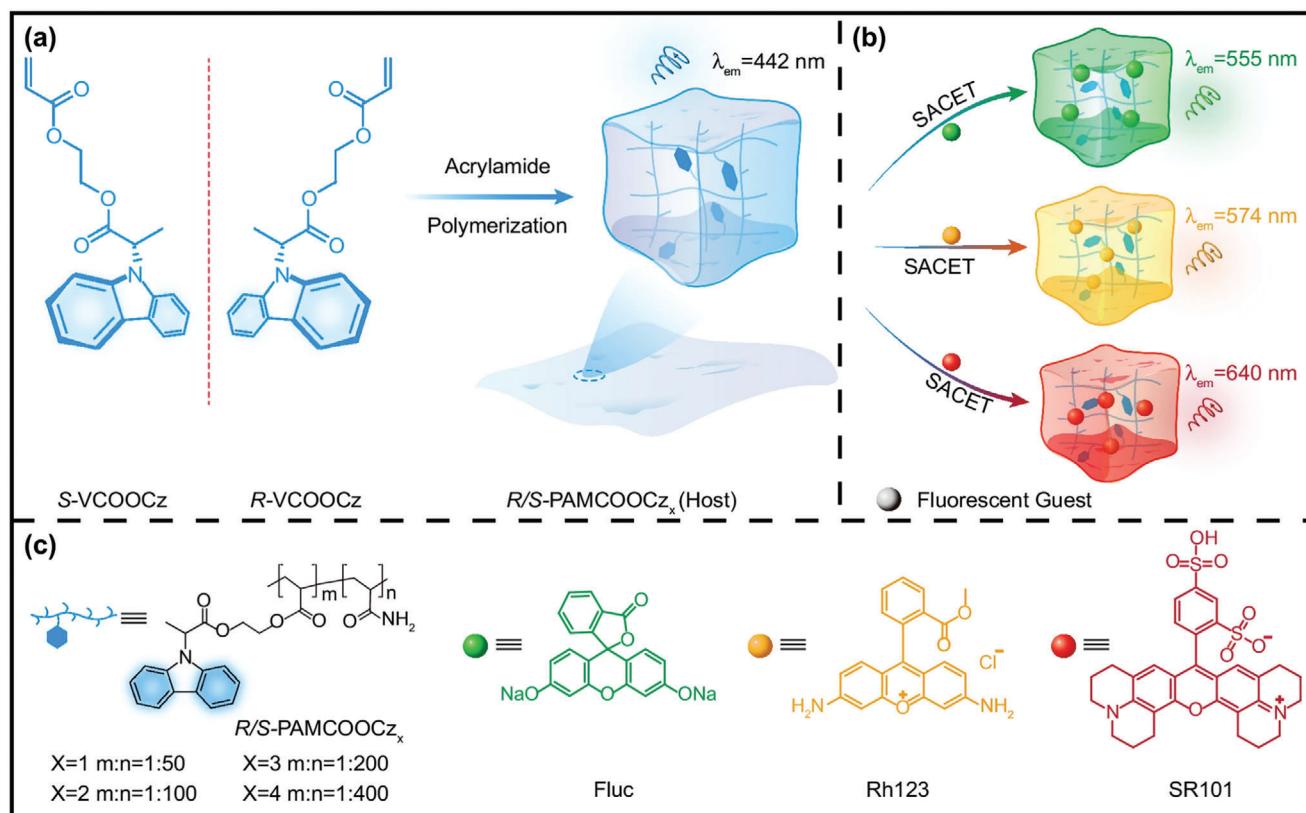 (a)
O
O
O
O
N
O
O
O
O
N
Acrylamide
Polymerization
λem=442 nm
S-VCOOCz
R-VCOOCz
R/S-PAMCOOCzx (Host)
(b)
SACET
λem=555 nm
SACET
λem=574 nm
SACET
λem=640 nm
Fluorescent Guest
(c)
m
n
O
O
O
O
NH2
O
N
R/S-PAMCOOCzx
X=1 m:n=1:50
X=3 m:n=1:200
X=2 m:n=1:100
X=4 m:n=1:400
O
O
NaO
O
ONa
Fluc
O
O
Cl−
H2N
O
+
NH2
Rh123
OH
O=S=O
O
S
O
O−
N
O
N
+
SR101